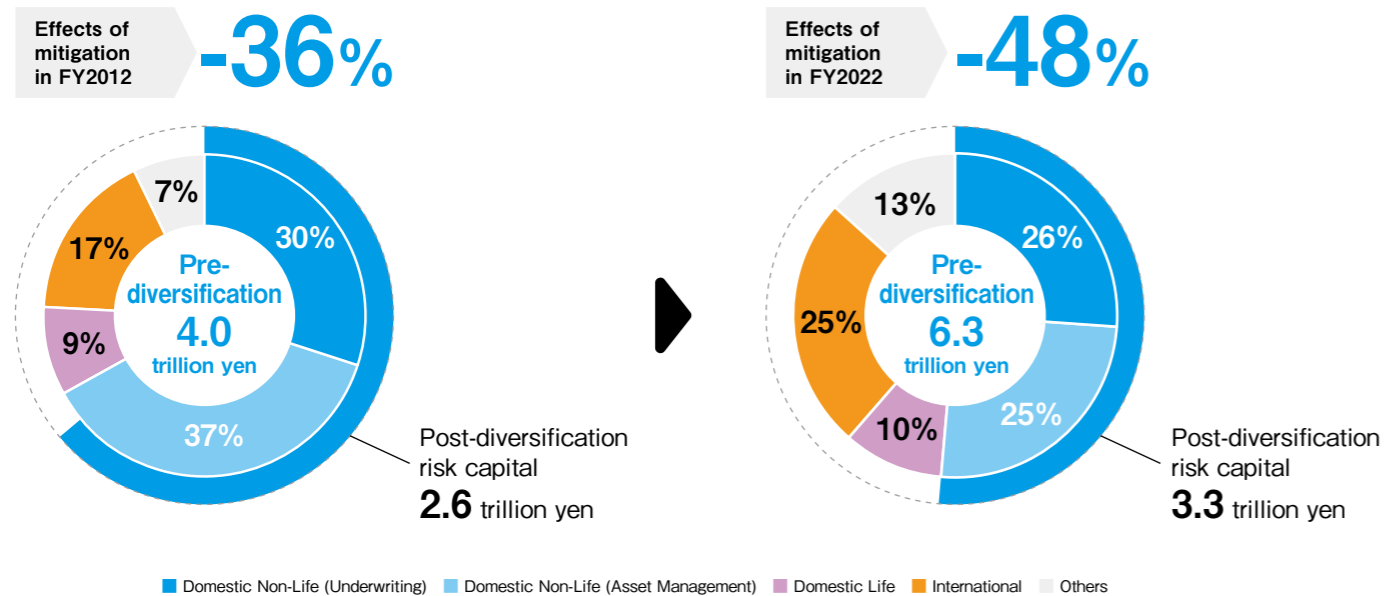 Effects of
mitigation
in FY2012
-36%
7%
30%
17%
9%
37%
Pre-
diversification
4.0
trillion yen
Post-diversification
risk capital
2.6 trillion yen
Effects of
mitigation
in FY2022
-48%
13%
26%
25%
10%
25%
Pre-
diversification
6.3
trillion yen
Post-diversification
risk capital
3.3 trillion yen
Domestic Non-Life (Underwriting) Domestic Non-Life (Asset Management) Domestic Life International Others